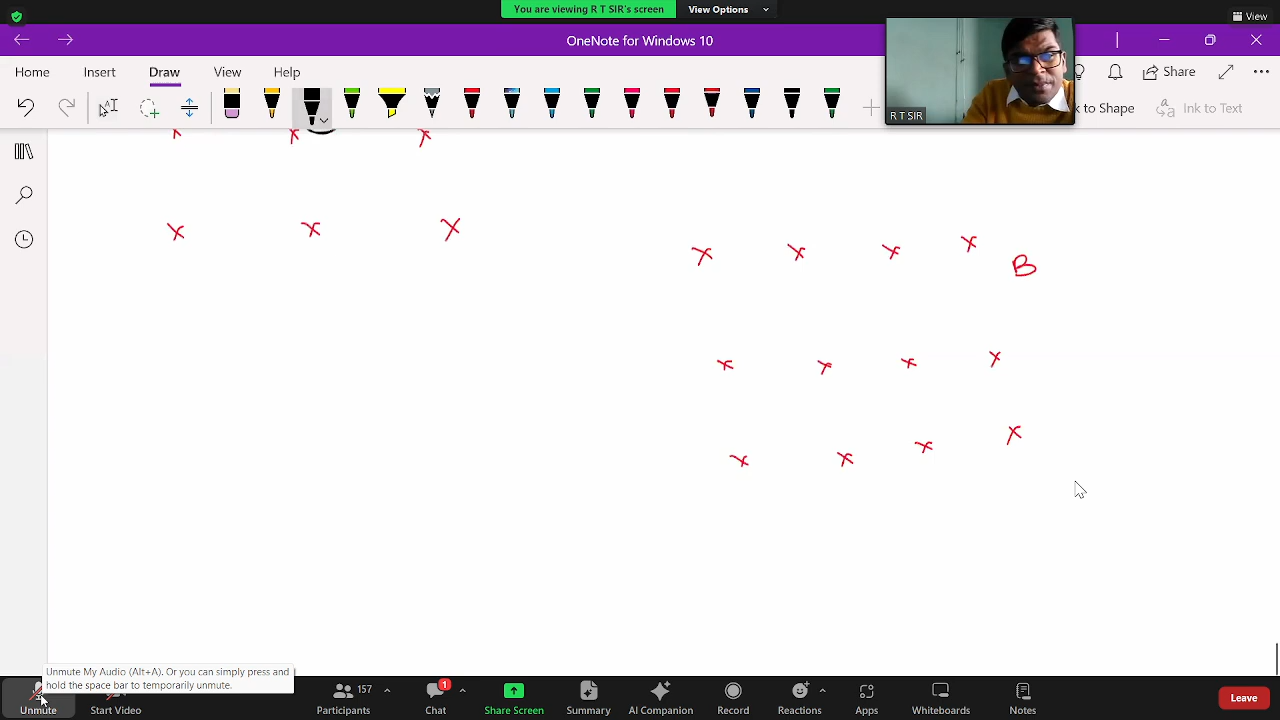 You are viewing R T SIR's screen
View Options
View
OneNote for Windows 10
Home
Insert
Draw
View
Help
Share
R T SIR
k to Shape
Ink to Text
x x x
x x x
x x x x B
x x x x
x x x x
Unmute My Audio (Alt+A). Or you can simply press and
hold the space bar to temporarily unmute.
Unmute
Start Video
157
Participants
1
Chat
Share Screen
Summary
AI Companion
Record
Reactions
Apps
Whiteboards
Notes
Leave